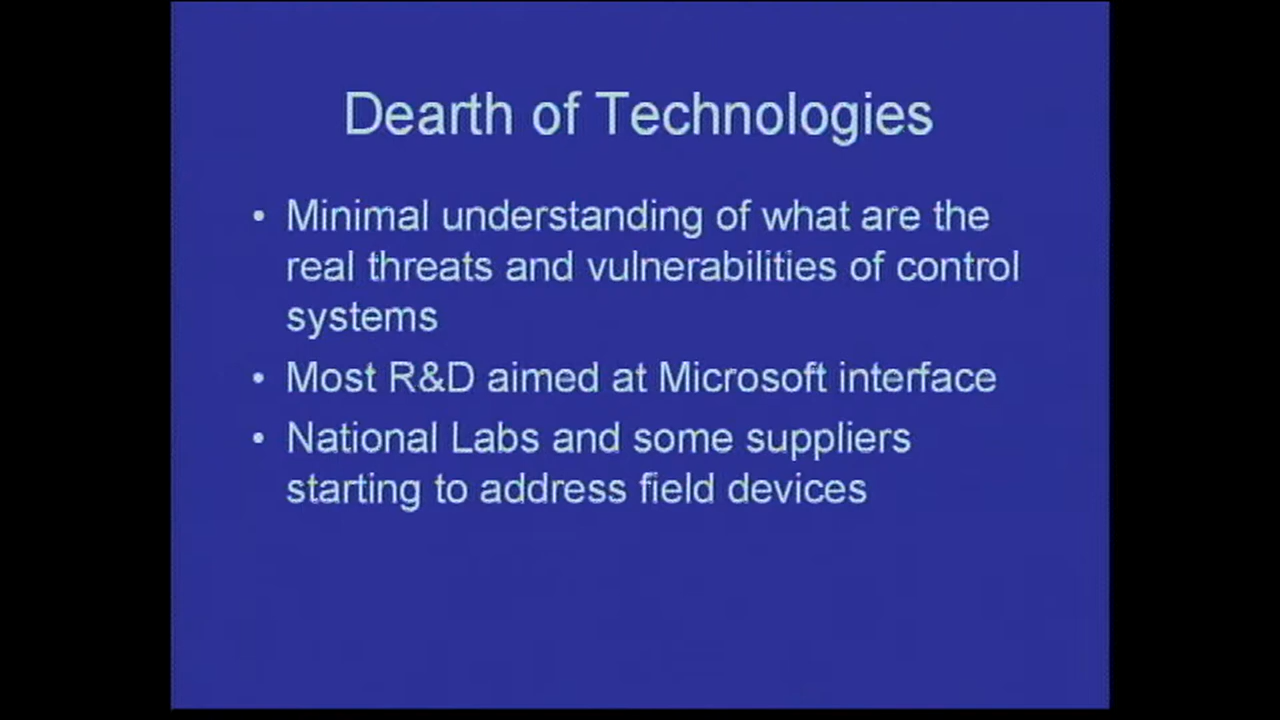 Dearth of Technologies
• Minimal understanding of what are the
real threats and vulnerabilities of control
systems
• Most R&D aimed at Microsoft interface
• National Labs and some suppliers
starting to address field devices